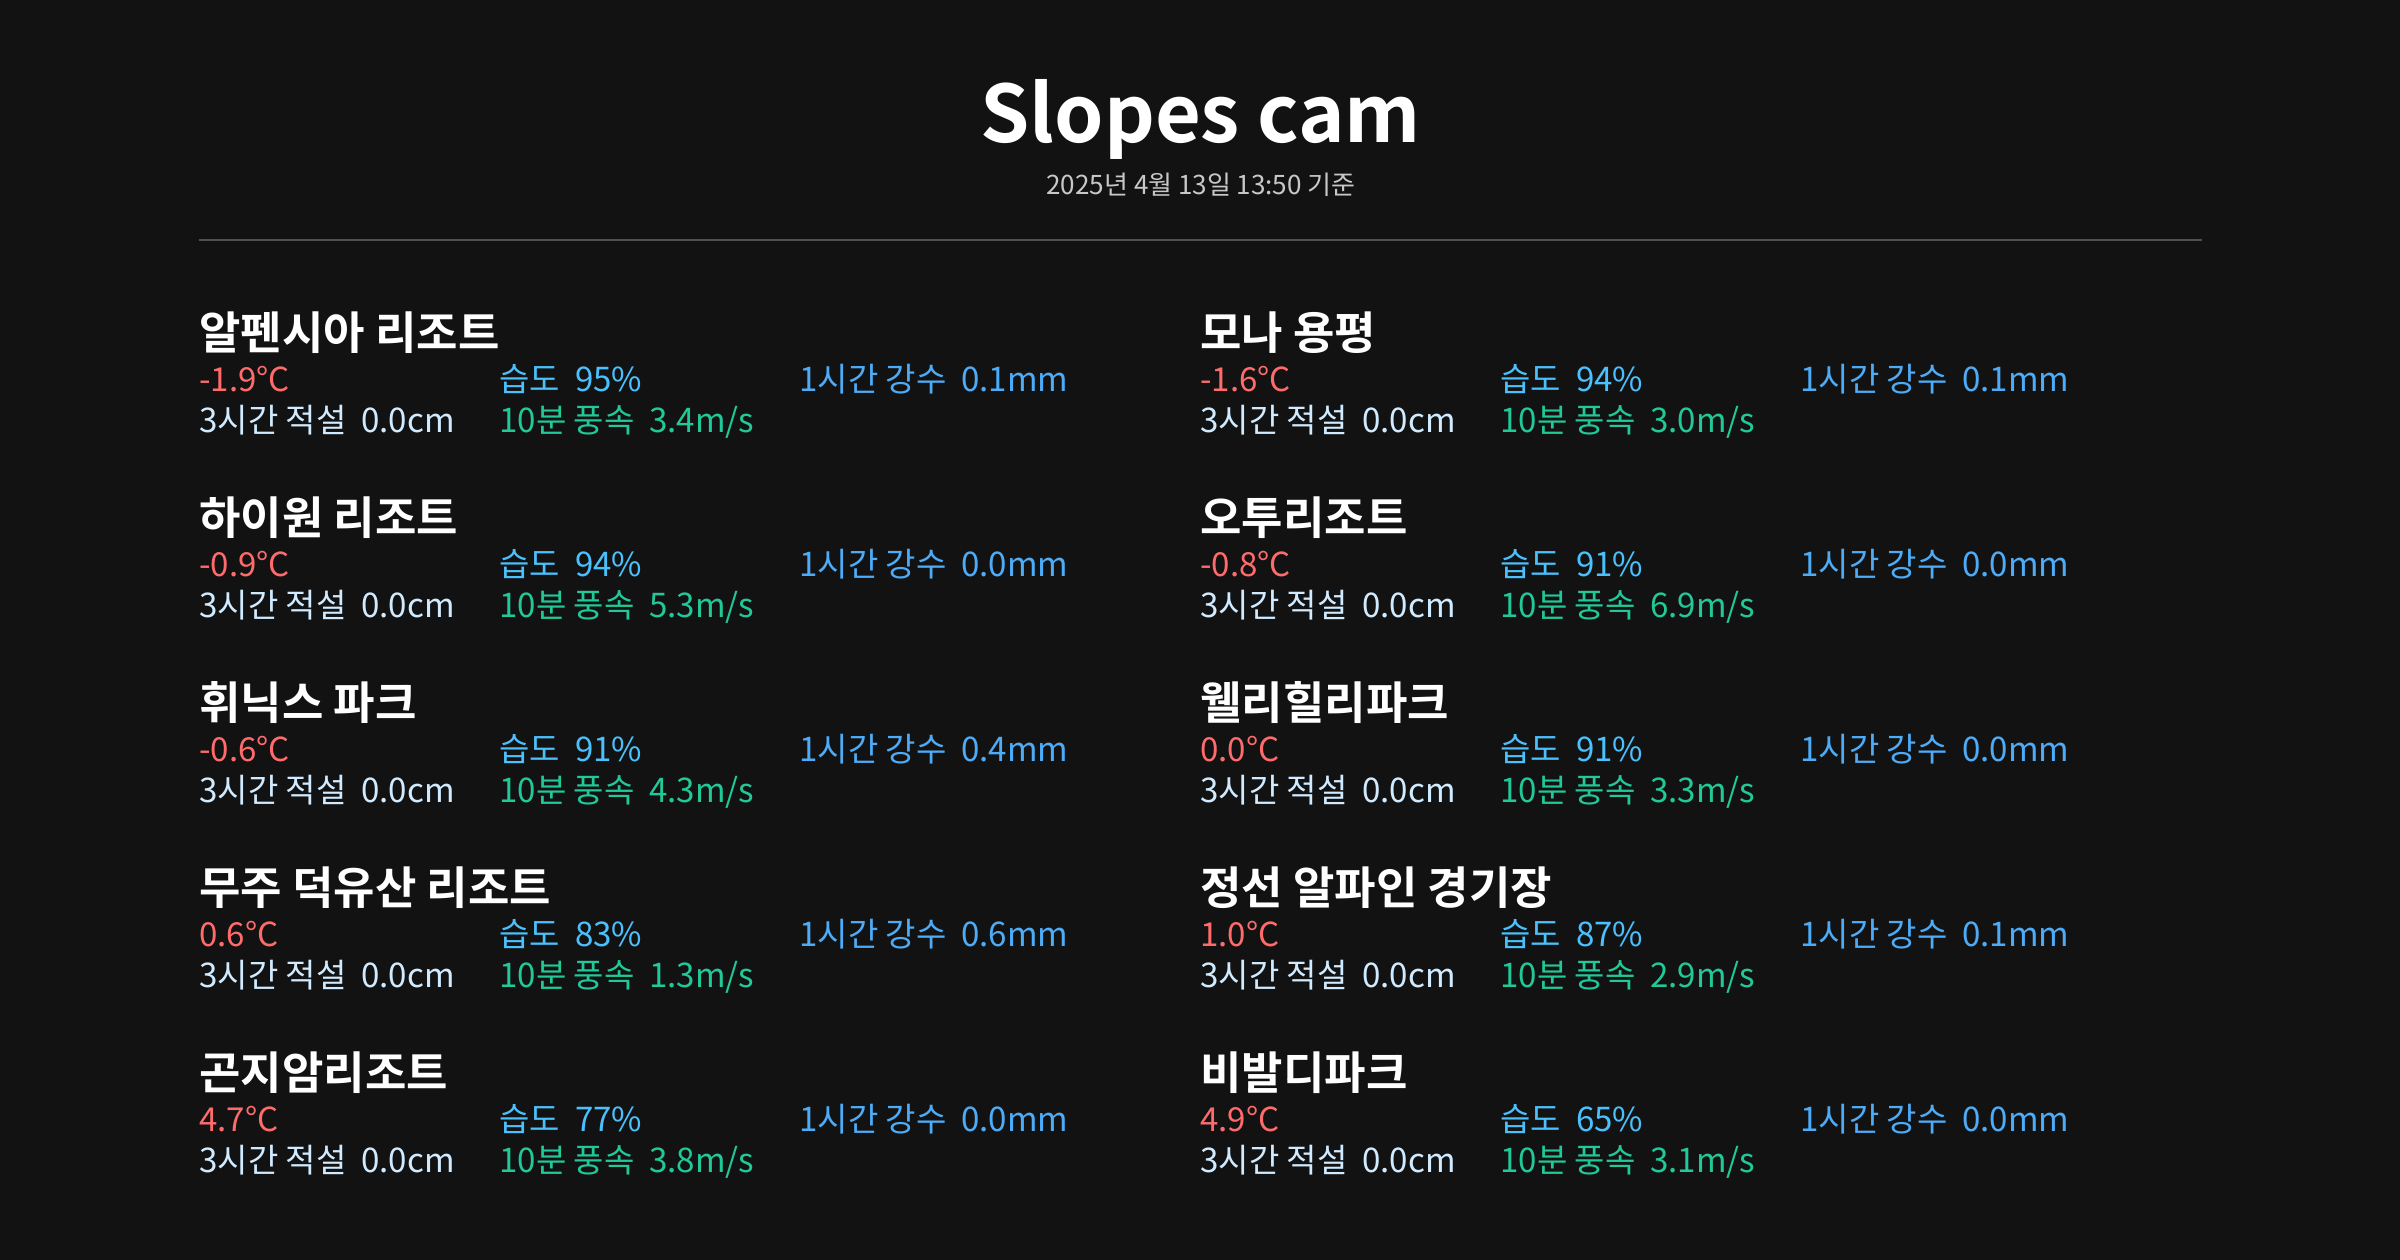 Slopes cam
2025년 4월 13일 13:50 기준
알펜시아 리조트
-1.9°C 습도 95% 1시간 강수 0.1mm
3시간 적설 0.0cm 10분 풍속 3.4m/s
모나 용평
-1.6°C 습도 94% 1시간 강수 0.1mm
3시간 적설 0.0cm 10분 풍속 3.0m/s
하이원 리조트
-0.9°C 습도 94% 1시간 강수 0.0mm
3시간 적설 0.0cm 10분 풍속 5.3m/s
오투리조트
-0.8°C 습도 91% 1시간 강수 0.0mm
3시간 적설 0.0cm 10분 풍속 6.9m/s
휘닉스 파크
-0.6°C 습도 91% 1시간 강수 0.4mm
3시간 적설 0.0cm 10분 풍속 4.3m/s
웰리힐리파크
0.0°C 습도 91% 1시간 강수 0.0mm
3시간 적설 0.0cm 10분 풍속 3.3m/s
무주 덕유산 리조트
0.6°C 습도 83% 1시간 강수 0.6mm
3시간 적설 0.0cm 10분 풍속 1.3m/s
정선 알파인 경기장
1.0°C 습도 87% 1시간 강수 0.1mm
3시간 적설 0.0cm 10분 풍속 2.9m/s
곤지암리조트
4.7°C 습도 77% 1시간 강수 0.0mm
3시간 적설 0.0cm 10분 풍속 3.8m/s
비발디파크
4.9°C 습도 65% 1시간 강수 0.0mm
3시간 적설 0.0cm 10분 풍속 3.1m/s